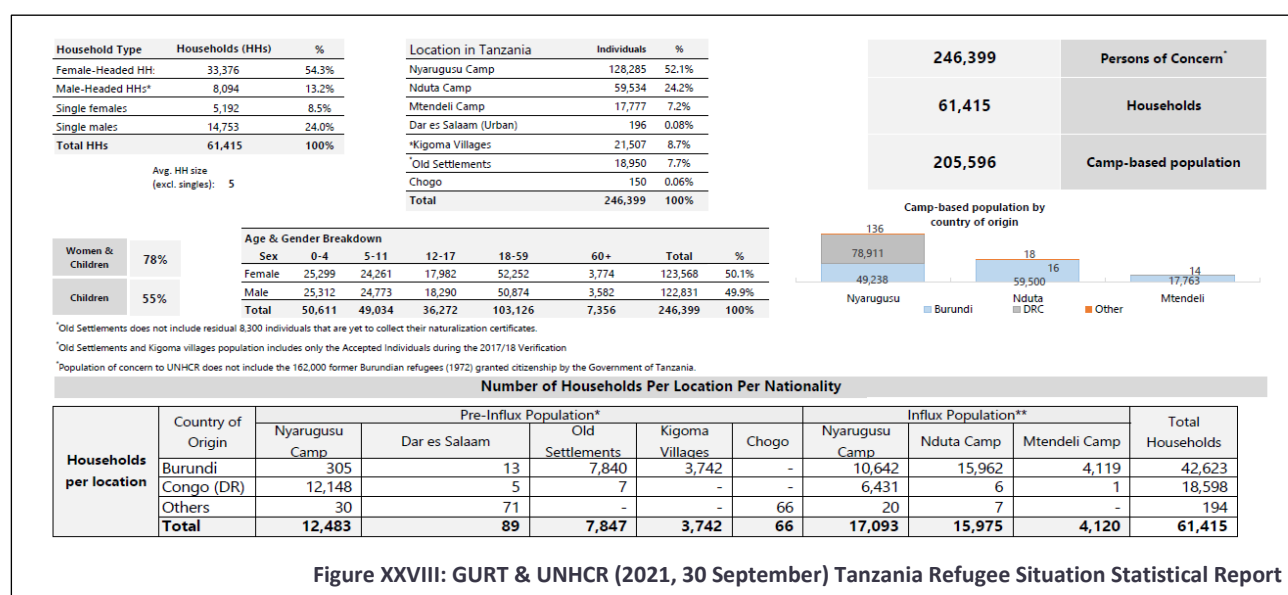 Household Type Households (HHs) %
Female-Headed HH: 33,376 54.3%
Male-Headed HHs* 8,094 13.2%
Single females 5,192 8.5%
Single males 14,753 24.0%
Total HHs 61,415 100%
Avg. HH size
(excl. singles): 5
Location in Tanzania Individuals %
Nyarugusu Camp 128,285 52.1%
Nduta Camp 59,534 24.2%
Mtendeli Camp 17,777 7.2%
Dar es Salaam (Urban) 196 0.08%
*Kigoma Villages 21,507 8.7%
*Old Settlements 18,950 7.7%
Chogo 150 0.06%
Total 246,399 100%
246,399 Persons of Concern*
61,415 Households
205,596 Camp-based population
Women &
Children 78%
Children 55%
Age & Gender Breakdown
Sex 0-4 5-11 12-17 18-59 60+ Total %
Female 25,299 24,261 17,982 52,252 3,774 123,568 50.1%
Male 25,312 24,773 18,290 50,874 3,582 122,831 49.9%
Total 50,611 49,034 36,272 103,126 7,356 246,399 100%
Camp-based population by
country of origin
136
78,911 18
16 14
49,238 59,500 17,763
Nyarugusu Nduta Mtendeli
Burundi DRC Other
*Old Settlements does not include residual 8,300 individuals that are yet to collect their naturalization certificates.
*Old Settlements and Kigoma villages population includes only the Accepted Individuals during the 2017/18 Verification
*Population of concern to UNHCR does not include the 162,000 former Burundian refugees (1972) granted citizenship by the Government of Tanzania.
Number of Households Per Location Per Nationality
Households
per location
Country of
Origin
Pre-Influx Population* Influx Population** Total
Households
Nyarugusu
Camp Dar es Salaam Old
Settlements Kigoma
Villages Chogo Nyarugusu
Camp Nduta Camp Mtendeli Camp
Burundi 305 13 7,840 3,742 - 10,642 15,962 4,119 42,623
Congo (DR) 12,148 5 7 - - 6,431 6 1 18,598
Others 30 71 - - 66 20 7 - 194
Total 12,483 89 7,847 3,742 66 17,093 15,975 4,120 61,415
Figure XXVIII: GURT & UNHCR (2021, 30 September) Tanzania Refugee Situation Statistical Report